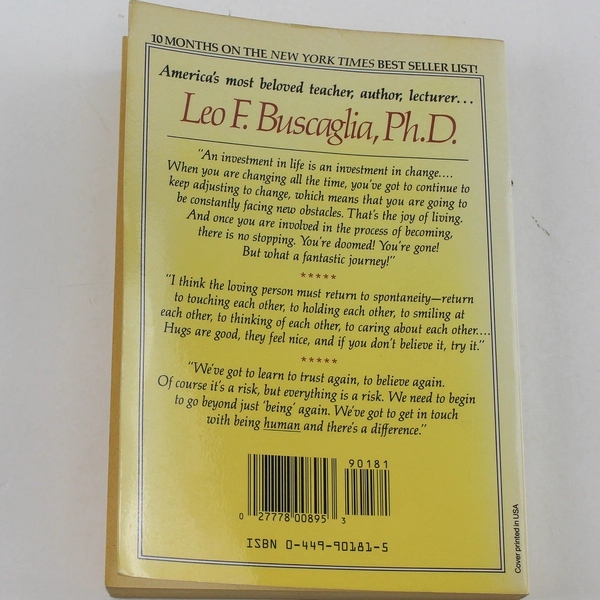 10 MONTHS ON THE NEW YORK TIMES BEST SELLER LIST!
America's most beloved teacher, author, lecturer...
Leo F. Buscaglia, Ph.D.
"An investment in life is an investment in change....
When you are changing all the time, you've got to continue to
keep adjusting to change, which means that you are going to
be constantly facing new obstacles. That's the joy of living.
And once you are involved in the process of becoming,
there is no stopping. You're doomed! You're gone!
But what a fantastic journey!"
*****
"I think the loving person must return to spontaneity—return
to touching each other, to holding each other, to smiling at
each other, to thinking of each other, to caring about each other....
Hugs are good, they feel nice, and if you don't believe it, try it."
*****
"We've got to learn to trust again, to believe again.
Of course it's a risk, but everything is a risk. We need to begin
to go beyond just 'being' again. We've got to get in touch
with being human and there's a difference."
90181
0 27778 00895 3
ISBN 0-449-90181-5
Cover printed in USA